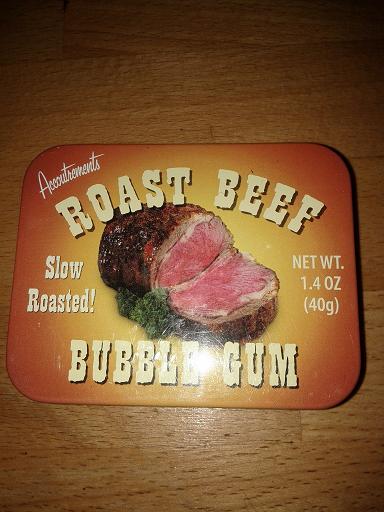 Accoutrements
ROAST BEEF
Slow
Roasted!
NET WT.
1.4 OZ
(40g)
BUBBLE GUM